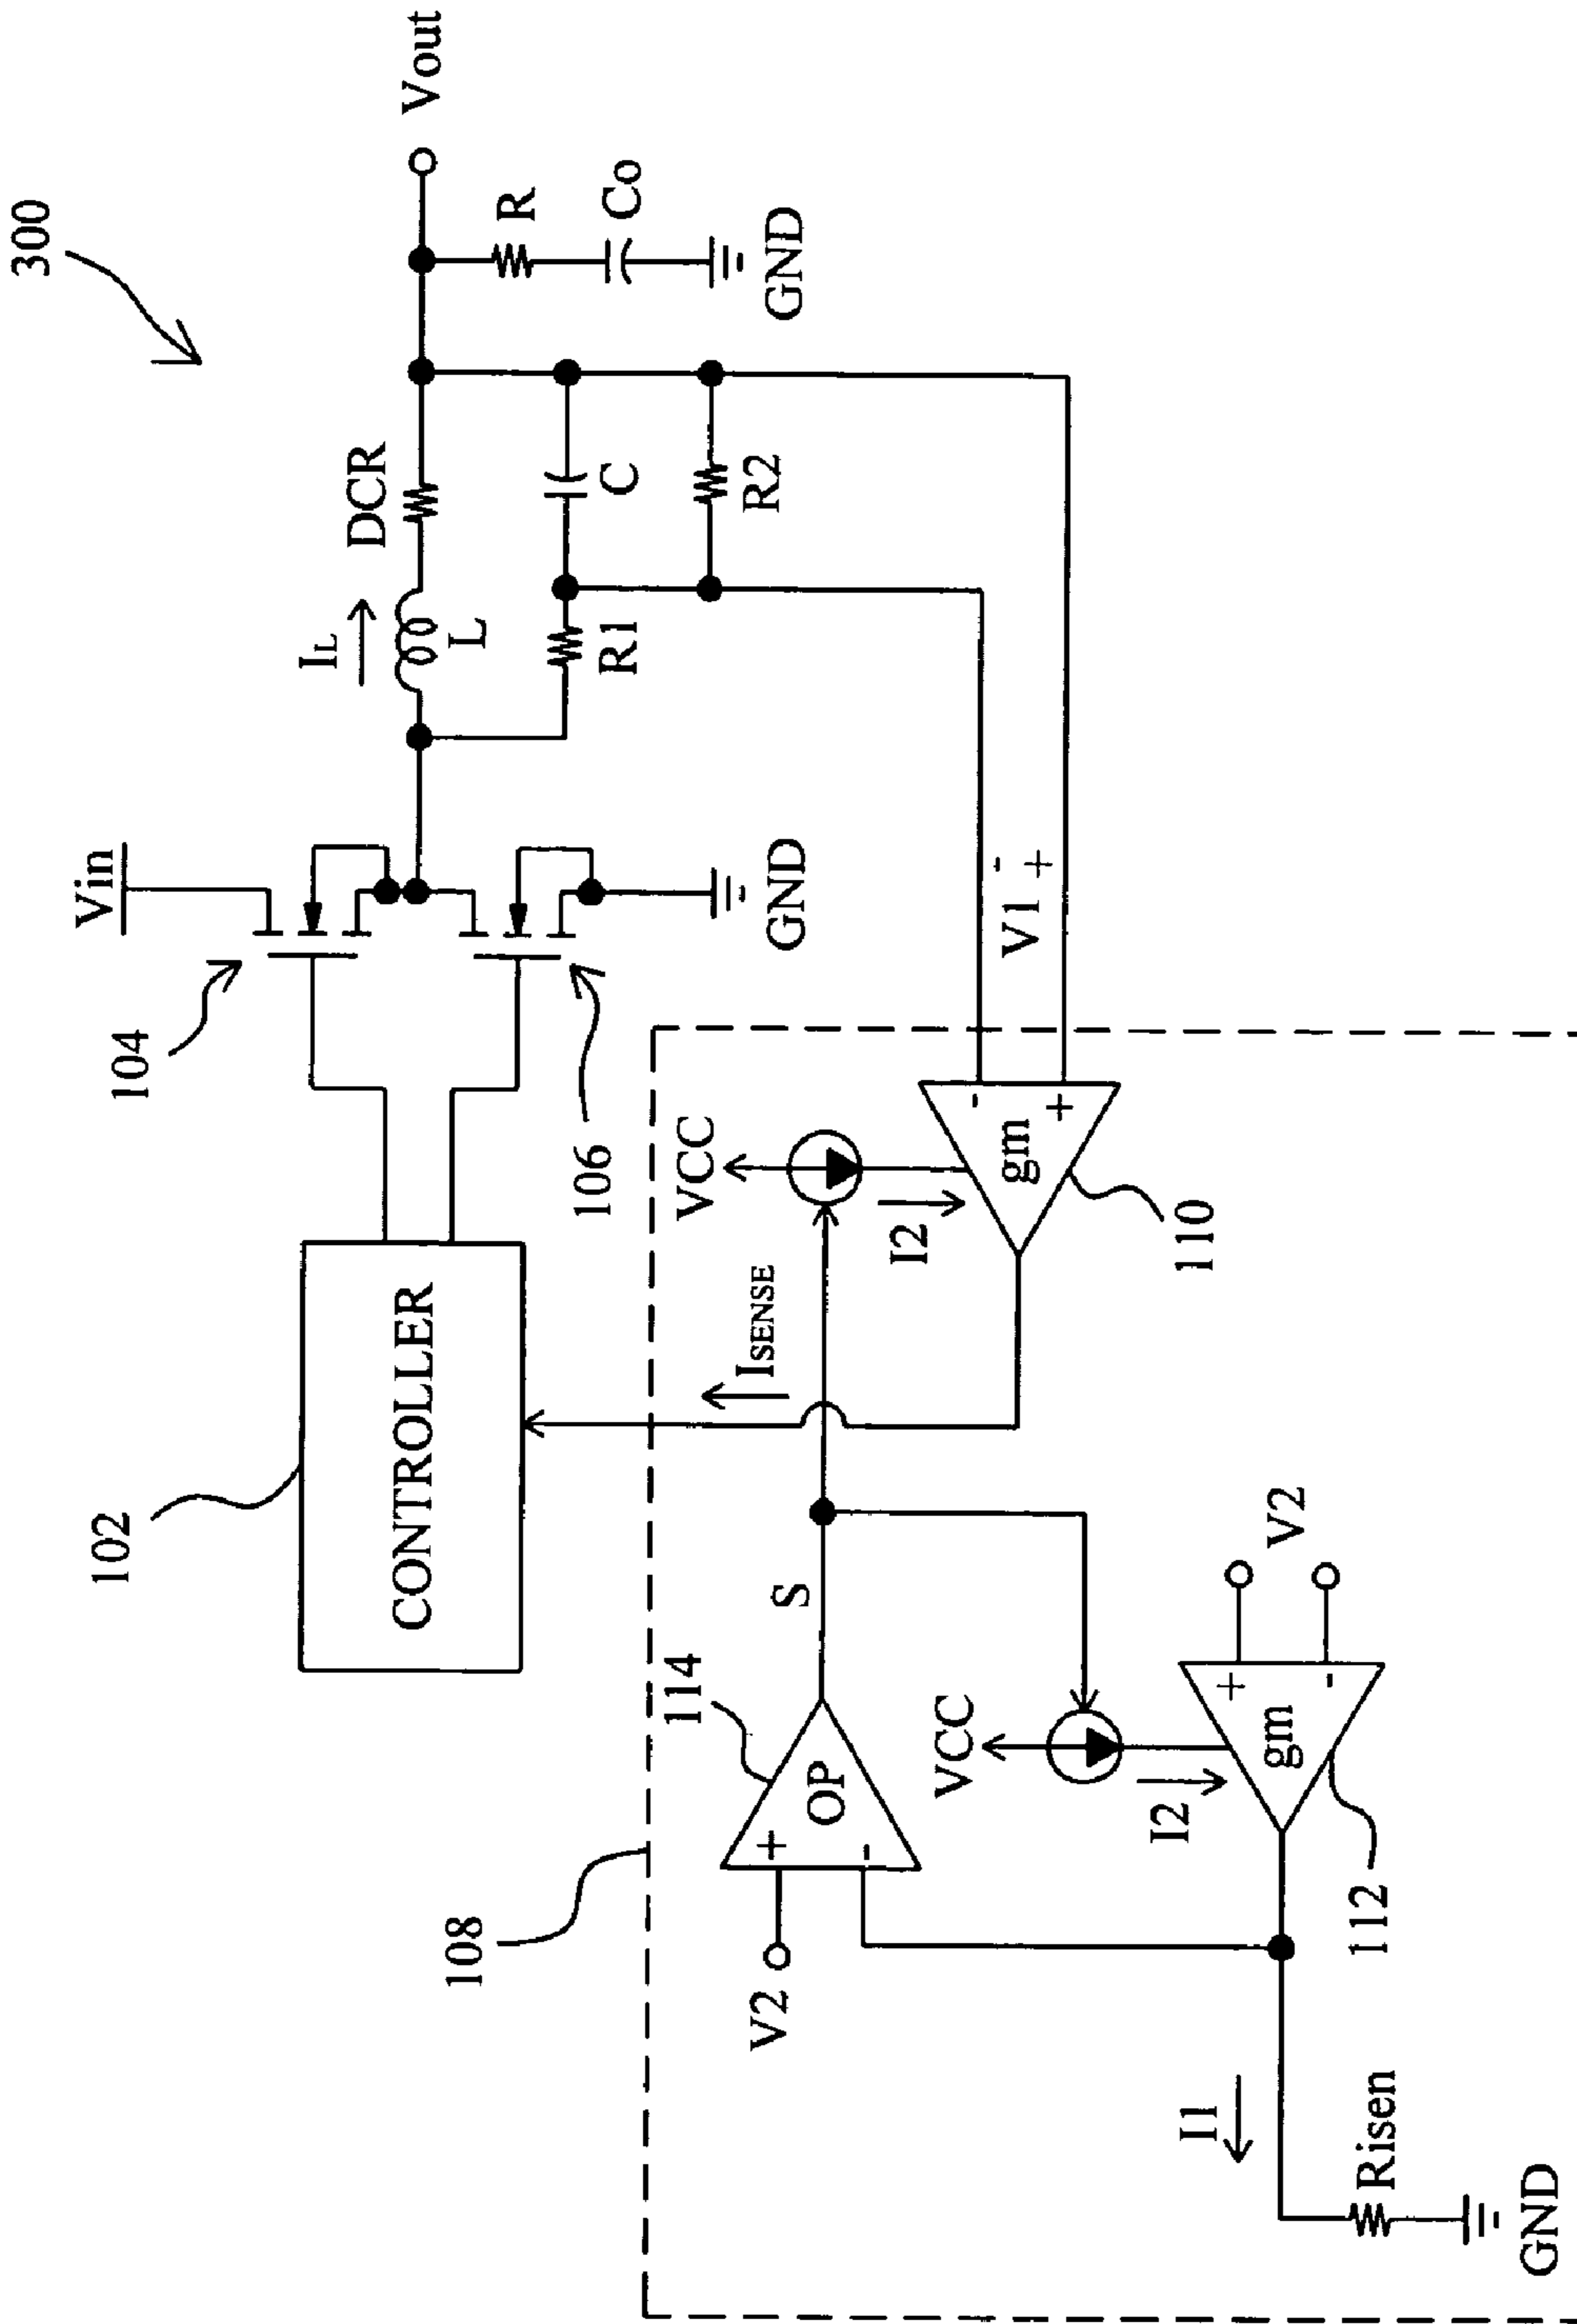 300
Vin
104
106
GND
IL
L
DCR
R1
C
R2
Vout
R
Co
GND
102
CONTROLLER
ISENSE
VCC
I2
- V1 +
-
+
gm
110
108
114
S
V2
+
-
OP
VCC
I2
+
-
gm
V2
112
I1
Risen
GND